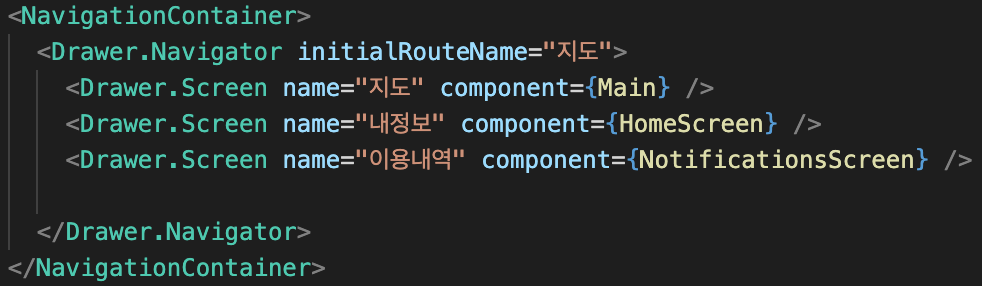 <NavigationContainer>
<Drawer.Navigator initialRouteName="지도">
<Drawer.Screen name="지도" component={Main} />
<Drawer.Screen name="내정보" component={HomeScreen} />
<Drawer.Screen name="이용내역" component={NotificationsScreen} />
</Drawer.Navigator>
</NavigationContainer>